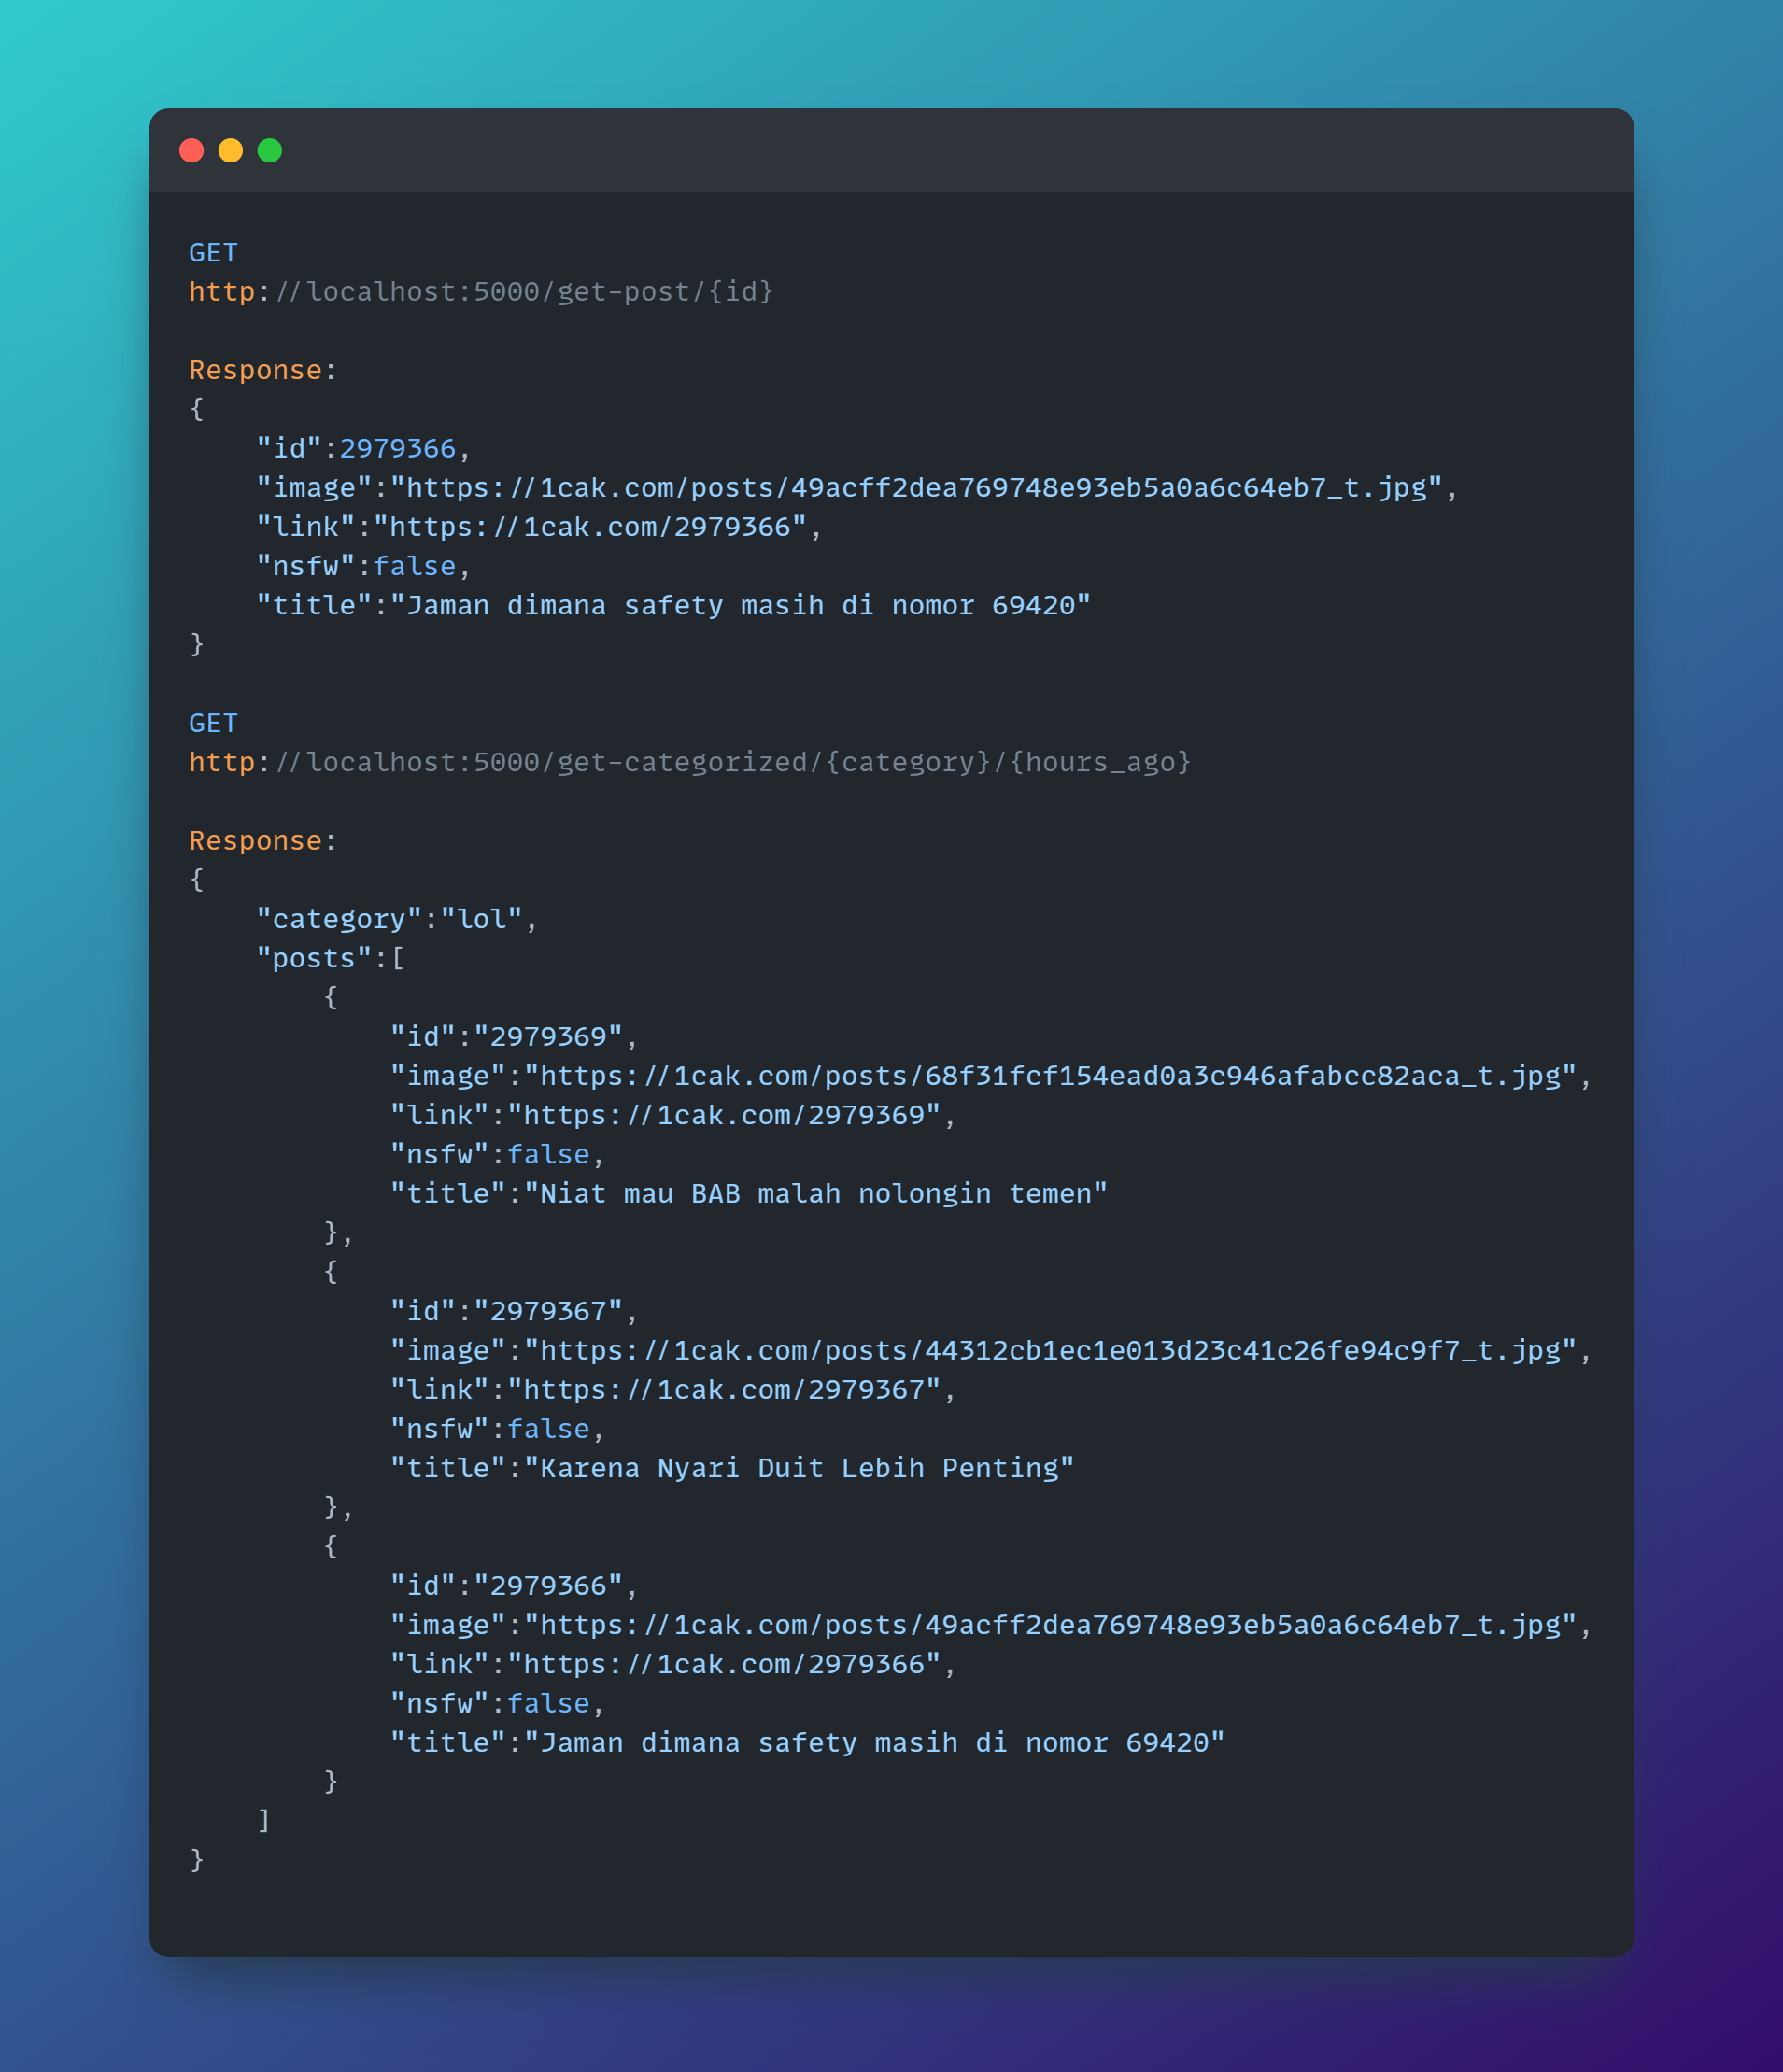 GET
http://localhost:5000/get-post/{id}
Response:
{
"id":2979366,
"image":"https://1cak.com/posts/49acff2dea769748e93eb5a0a6c64eb7_t.jpg",
"link":"https://1cak.com/2979366",
"nsfw":false,
"title":"Jaman dimana safety masih di nomor 69420"
}
GET
http://localhost:5000/get-categorized/{category}/{hours_ago}
Response:
{
"category":"lol",
"posts":[
{
"id":"2979369",
"image":"https://1cak.com/posts/68f31fcf154ead0a3c946afabcc82aca_t.jpg",
"link":"https://1cak.com/2979369",
"nsfw":false,
"title":"Niat mau BAB malah nolongin temen"
},
{
"id":"2979367",
"image":"https://1cak.com/posts/44312cb1ec1e013d23c41c26fe94c9f7_t.jpg",
"link":"https://1cak.com/2979367",
"nsfw":false,
"title":"Karena Nyari Duit Lebih Penting"
},
{
"id":"2979366",
"image":"https://1cak.com/posts/49acff2dea769748e93eb5a0a6c64eb7_t.jpg",
"link":"https://1cak.com/2979366",
"nsfw":false,
"title":"Jaman dimana safety masih di nomor 69420"
}
]
}